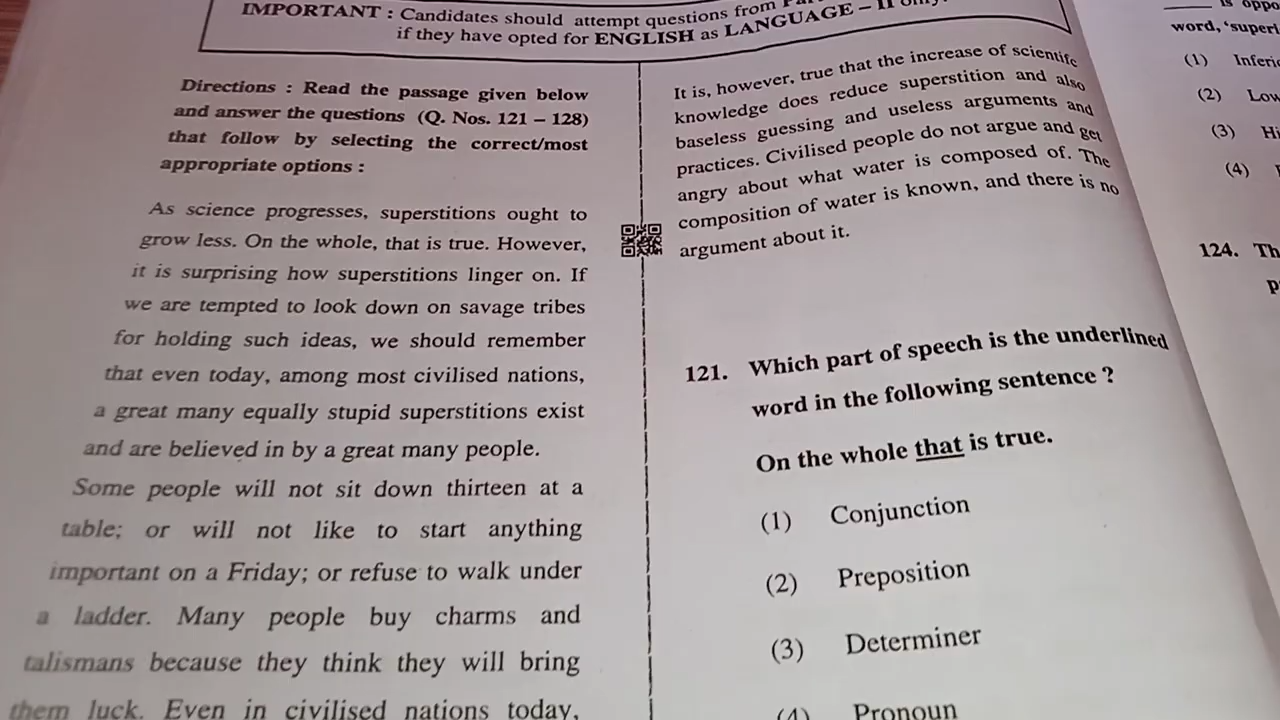 IMPORTANT : Candidates should attempt questions from
if they have opted for ENGLISH as LANGUAGE – II only.
Directions : Read the passage given below
and answer the questions (Q. Nos. 121 – 128)
that follow by selecting the correct/most
appropriate options :
As science progresses, superstitions ought to
grow less. On the whole, that is true. However,
it is surprising how superstitions linger on. If
we are tempted to look down on savage tribes
for holding such ideas, we should remember
that even today, among most civilised nations,
a great many equally stupid superstitions exist
and are believed in by a great many people.
Some people will not sit down thirteen at a
table; or will not like to start anything
important on a Friday; or refuse to walk under
a ladder. Many people buy charms and
talismans because they think they will bring
them luck. Even in civilised nations today,
It is, however, true that the increase of scientific
knowledge does reduce superstition and also
baseless guessing and useless arguments and
practices. Civilised people do not argue and get
angry about what water is composed of. The
composition of water is known, and there is no
argument about it.
121. Which part of speech is the underlined
word in the following sentence ?
On the whole that is true.
(1) Conjunction
(2) Preposition
(3) Determiner
(4) Pronoun
is
word,
(1)
(2)
(3)
(4)
124.